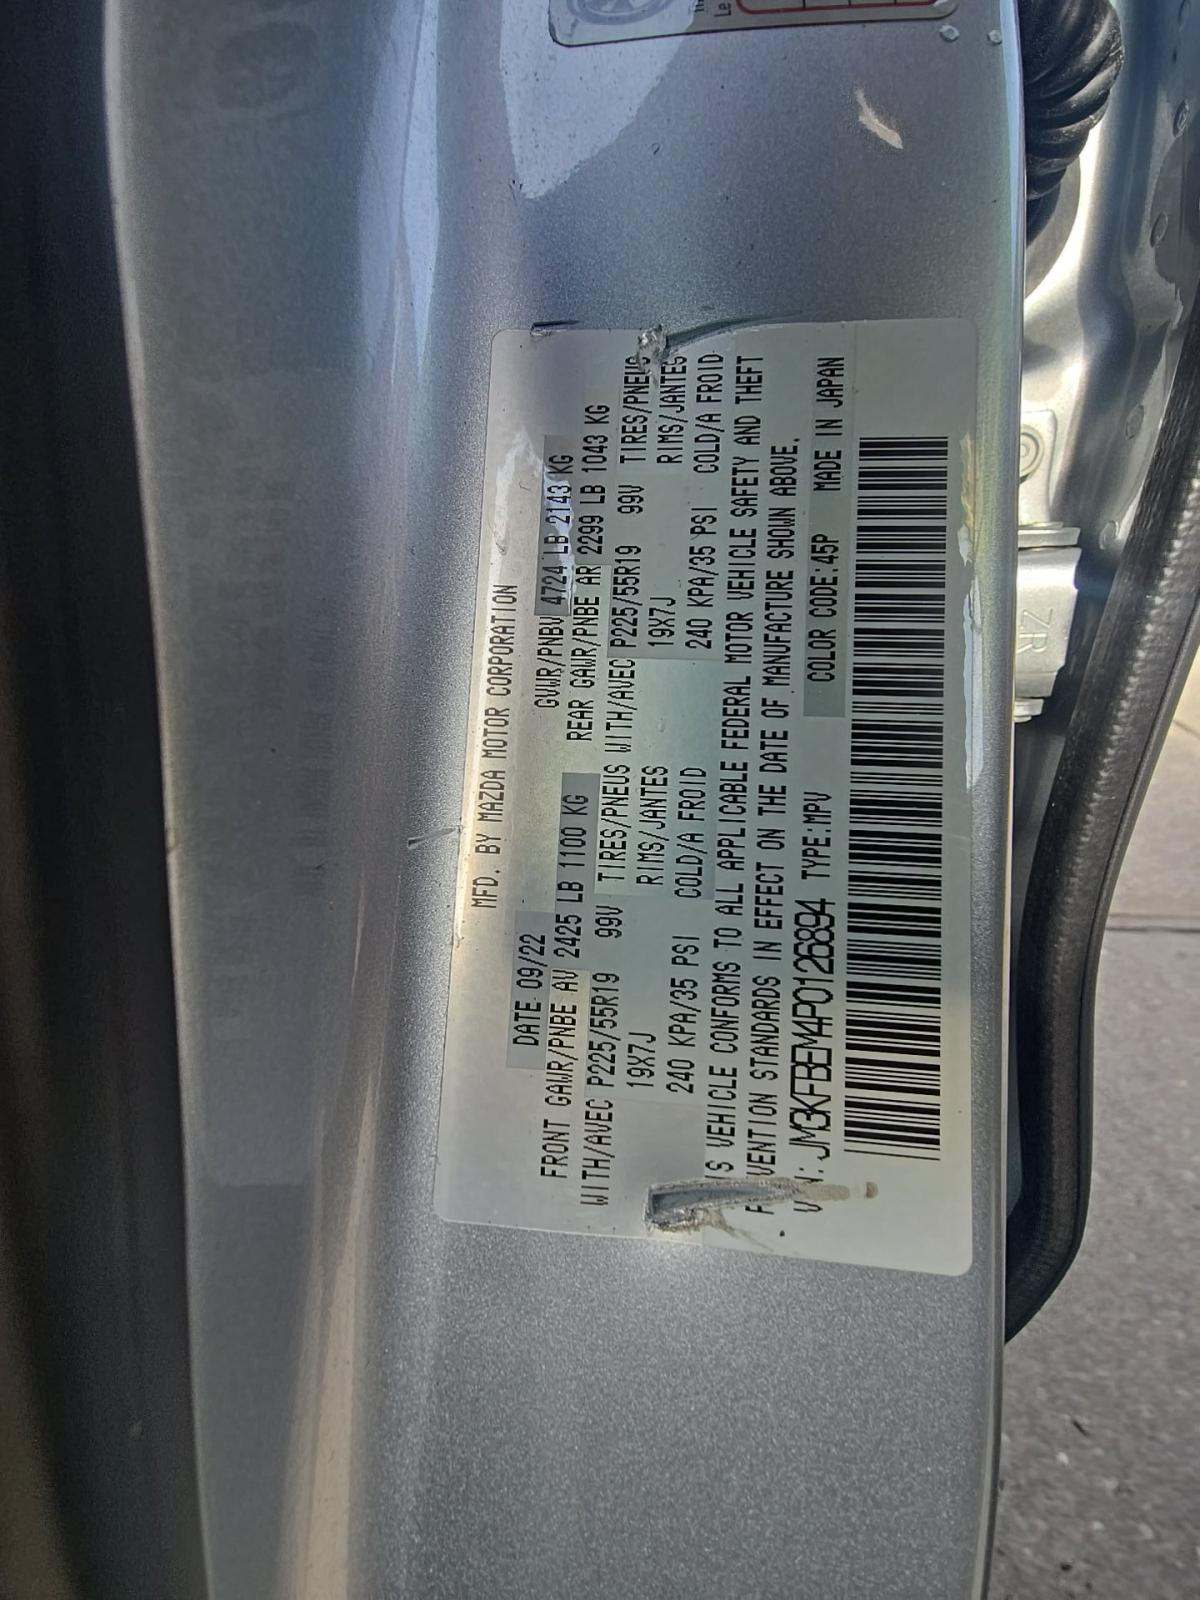 MFD. BY MAZDA MOTOR CORPORATION
DATE 09/22 GVWR/PNBV 4724 LB 2143 KG
FRONT GAWR/PNBE AV 2425 LB 1100 KG REAR GAWR/PNBE AR 2299 LB 1043 KG
WITH/AVEC P225/55R19 99V TIRES/PNEUS WITH/AVEC P225/55R19 99V TIRES/PNEUS
19X7J RIMS/JANTES 19X7J RIMS/JANTES
240 KPA/35 PSI COLD/A FROID 240 KPA/35 PSI COLD/A FROID
VEHICLE CONFORMS TO ALL APPLICABLE FEDERAL MOTOR VEHICLE SAFETY AND THEFT
VENTION STANDARDS IN EFFECT ON THE DATE OF MANUFACTURE SHOWN ABOVE.
JM3KFBEM4P0126894 TYPE:MPV COLOR CODE:45P MADE IN JAPAN
ZR
Le